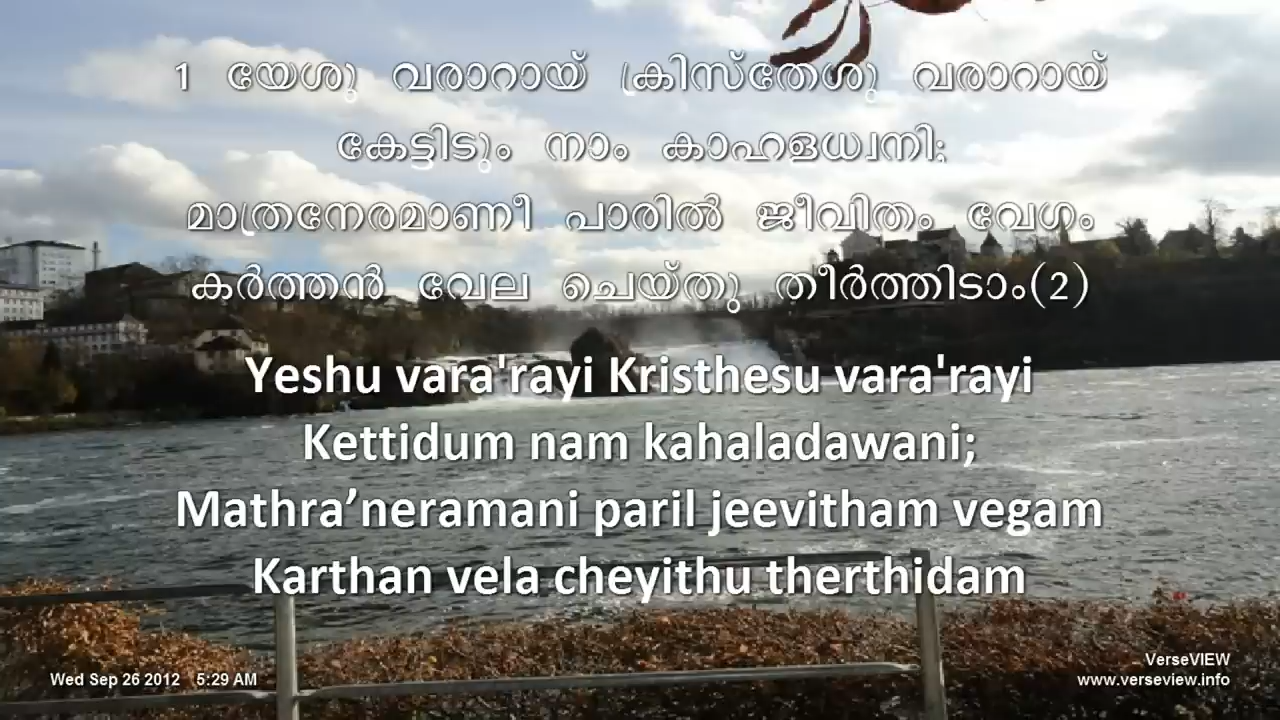 1 യേശു വരാറായ് ക്രിസ്തേശു വരാറായ്
കേട്ടിടും നാം കാഹളധ്വനി;
മാത്രനേരമാണീ പാരിൽ ജീവിതം വേഗം
കർത്തൻ വേല ചെയ്തു തീർത്തിടാം(2)
Yeshu vara'rayi Kristhesu vara'rayi
Kettidum nam kahaladawani;
Mathra’neramani paril jeevitham vegam
Karthan vela cheyithu therthidam
Wed Sep 26 2012 5:29 AM
VerseVIEW
www.verseview.info